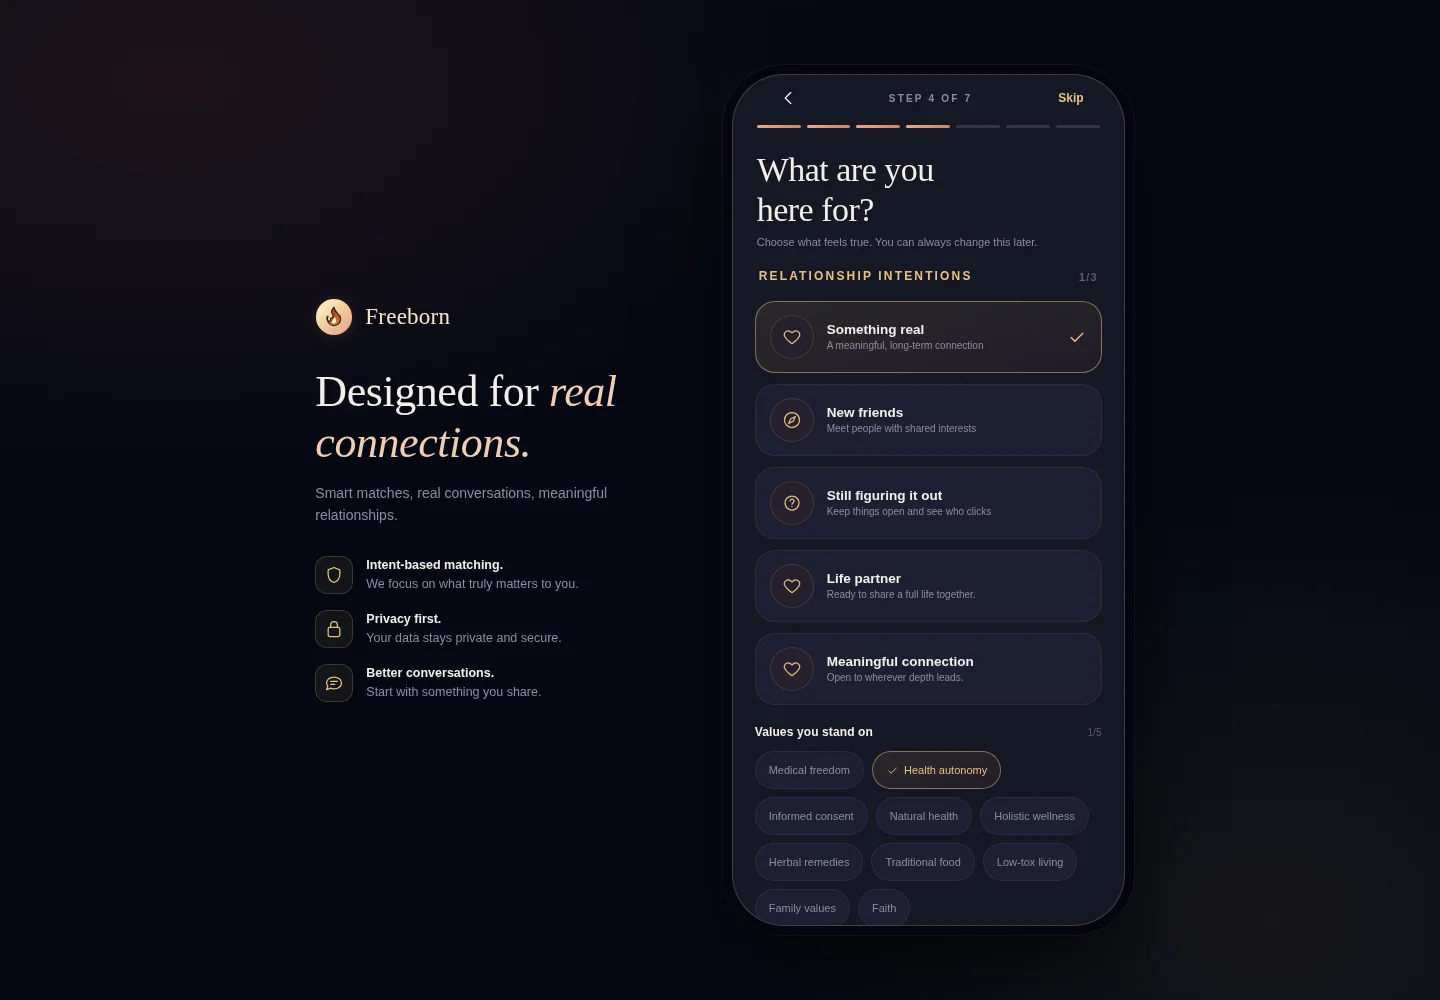 Freeborn
Designed for real
connections.
Smart matches, real conversations, meaningful
relationships.
Intent-based matching.
We focus on what truly matters to you.
Privacy first.
Your data stays private and secure.
Better conversations.
Start with something you share.
STEP 4 OF 7
Skip
What are you
here for?
Choose what feels true. You can always change this later.
RELATIONSHIP INTENTIONS 1/3
Something real
A meaningful, long-term connection
New friends
Meet people with shared interests
Still figuring it out
Keep things open and see who clicks
Life partner
Ready to share a full life together.
Meaningful connection
Open to wherever depth leads.
Values you stand on 1/5
Medical freedom Health autonomy
Informed consent Natural health Holistic wellness
Herbal remedies Traditional food Low-tox living
Family values Faith